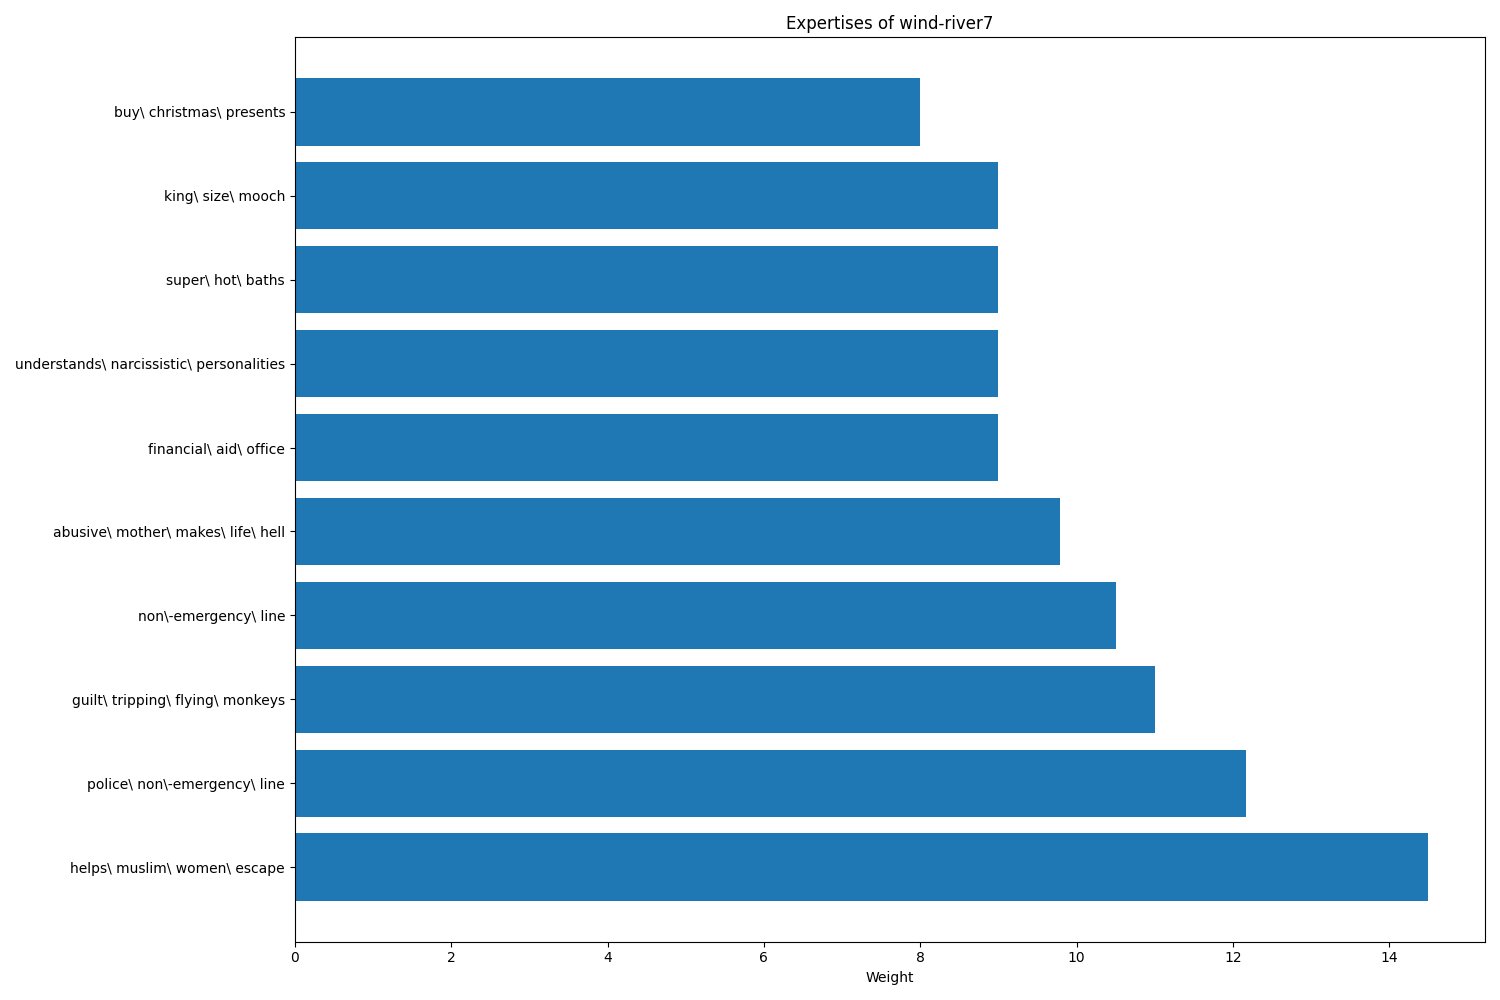 Expertises of wind-river7
buy\ christmas\ presents
king\ size\ mooch
super\ hot\ baths
understands\ narcissistic\ personalities
financial\ aid\ office
abusive\ mother\ makes\ life\ hell
non\-emergency\ line
guilt\ tripping\ flying\ monkeys
police\ non\-emergency\ line
helps\ muslim\ women\ escape
0 2 4 6 8 10 12 14
Weight